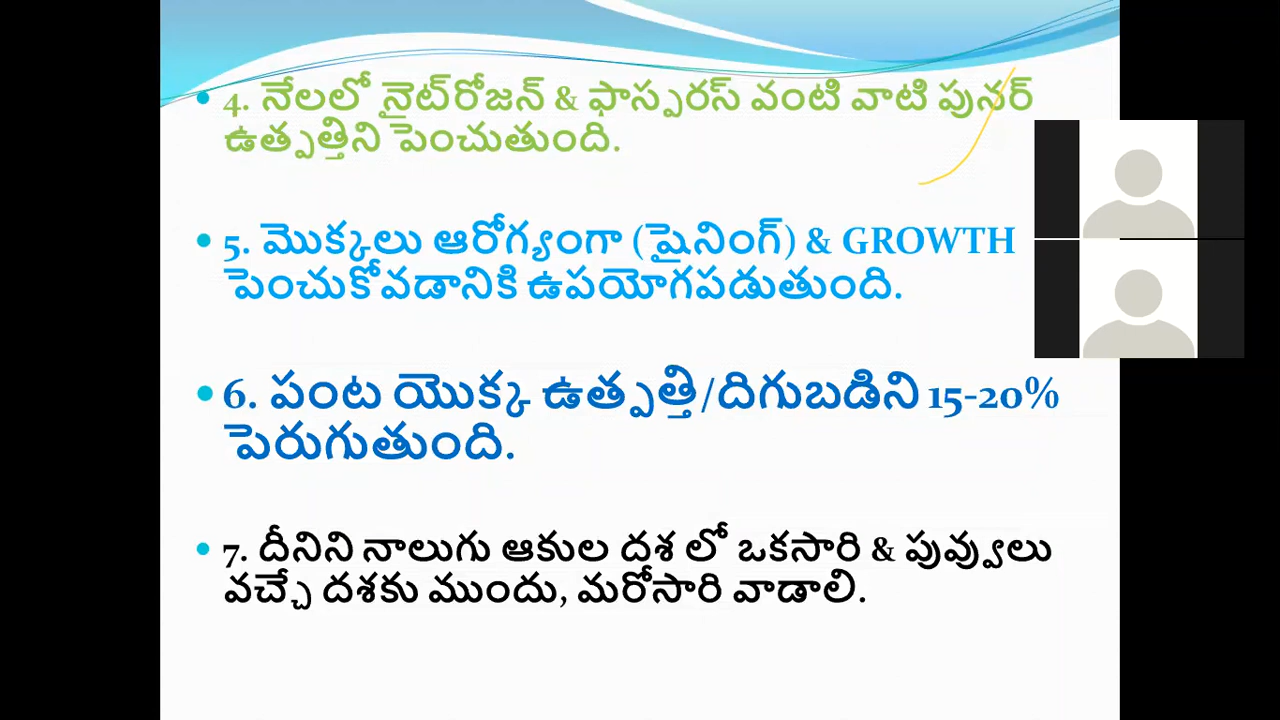 • 4. నేలలో నైట్‌రోజన్ & ఫాస్పరస్ వంటి వాటి పునర్
ఉత్పత్తిని పెంచుతుంది.
• 5. మొక్కలు ఆరోగ్యంగా (షైనింగ్) & GROWTH
పెంచుకోవడానికి ఉపయోగపడుతుంది.
• 6. పంట యొక్క ఉత్పత్తి/దిగుబడిని 15-20%
పెరుగుతుంది.
• 7. దీనిని నాలుగు ఆకుల దశ లో ఒకసారి & పువ్వులు
వచ్చే దశకు ముందు, మరోసారి వాడాలి.